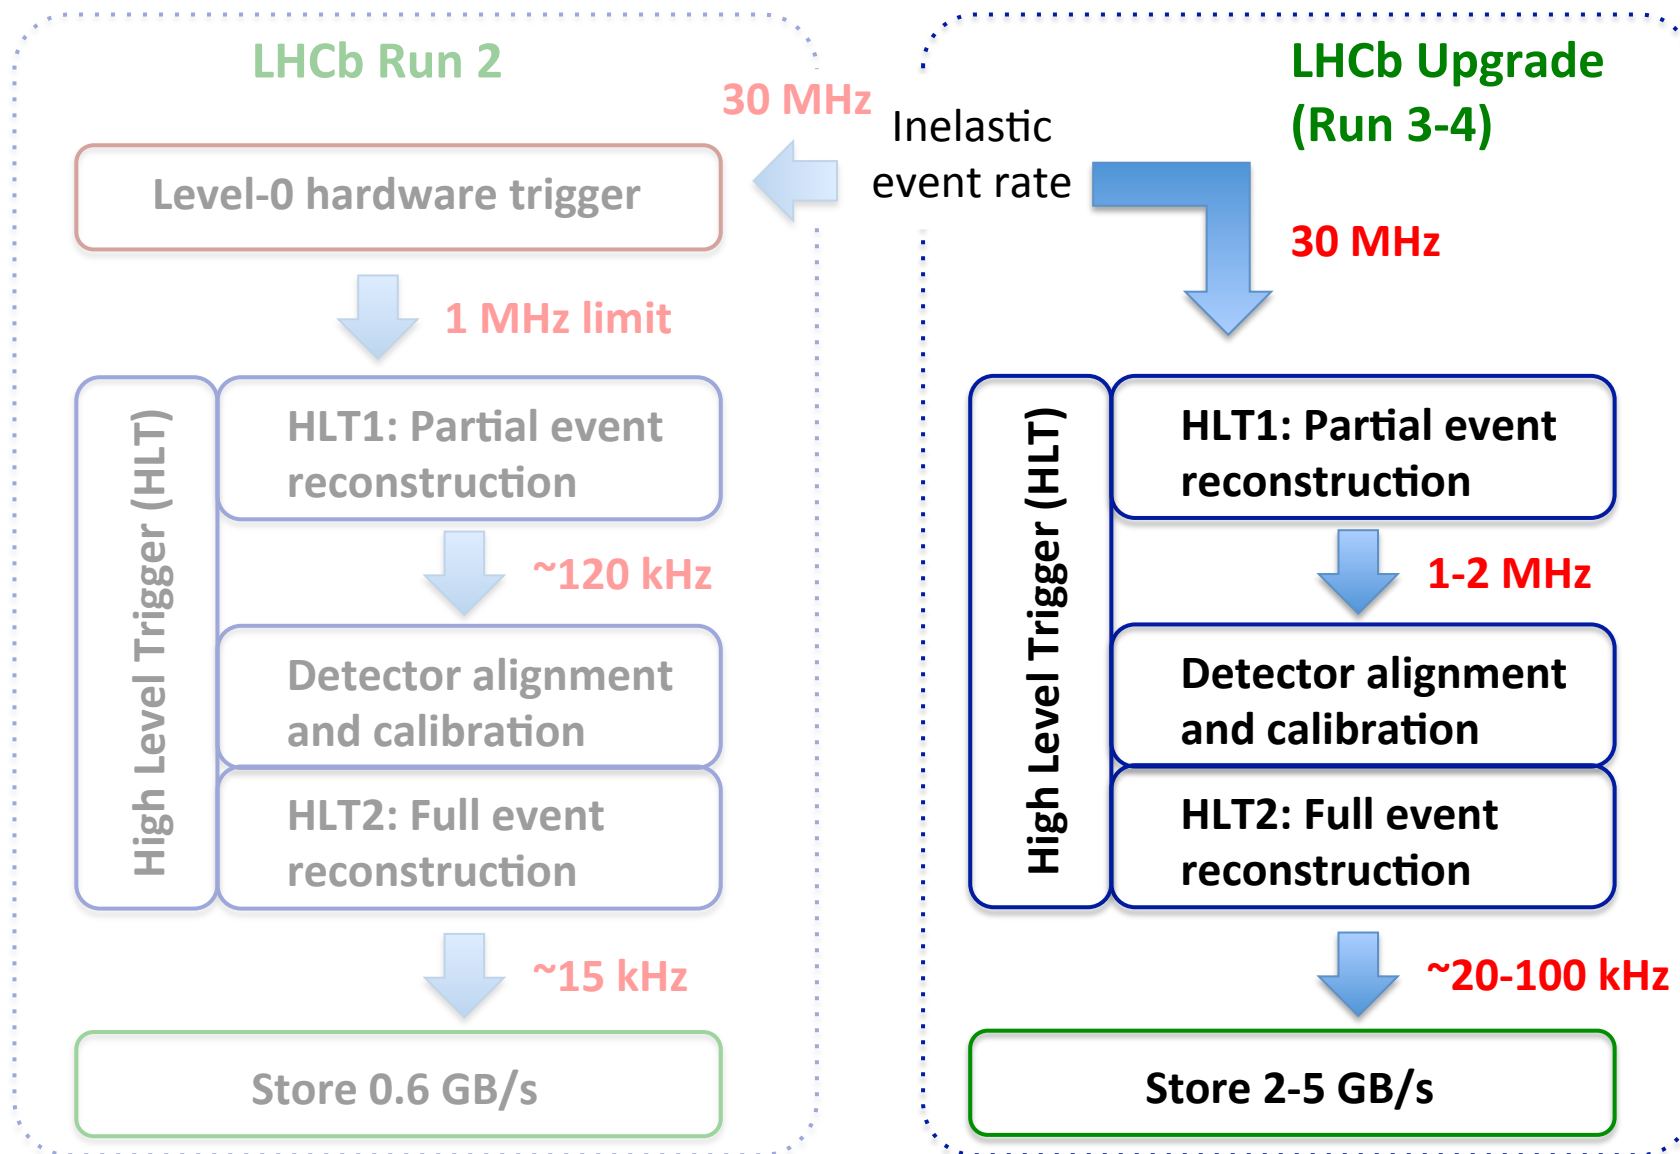 LHCb Run 2
30 MHz
Level-0 hardware trigger
1 MHz limit
High Level Trigger (HLT)
HLT1: Partial event
reconstruction
~120 kHz
Detector alignment
and calibration
HLT2: Full event
reconstruction
~15 kHz
Store 0.6 GB/s
Inelastic
event rate
LHCb Upgrade
(Run 3-4)
30 MHz
High Level Trigger (HLT)
HLT1: Partial event
reconstruction
1-2 MHz
Detector alignment
and calibration
HLT2: Full event
reconstruction
~20-100 kHz
Store 2-5 GB/s